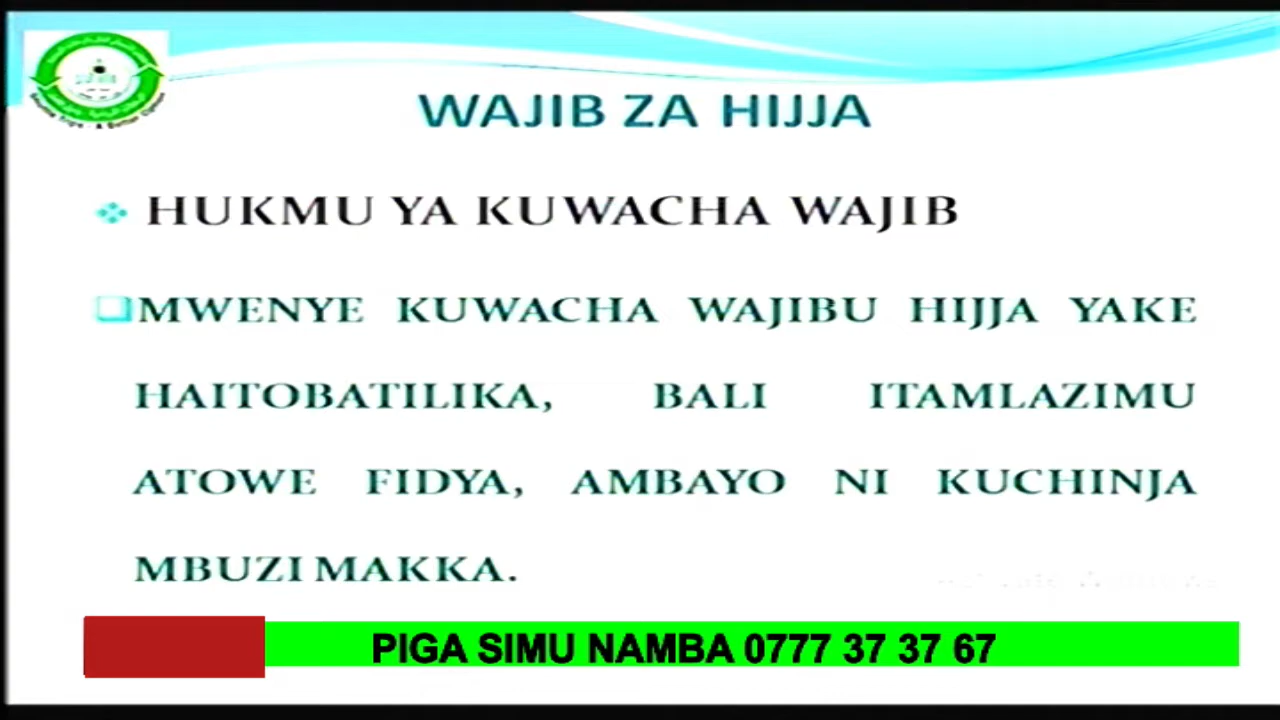 WAJIB ZA HIJJA
HUKMU YA KUWACHA WAJIB
MWENYE KUWACHA WAJIBU HIJJA YAKE
HAITOBATILIKA, BALI ITAMLAZIMU
ATOWE FIDYA, AMBAYO NI KUCHINJA
MBUZI MAKKA.
PIGA SIMU NAMBA 0777 37 37 67